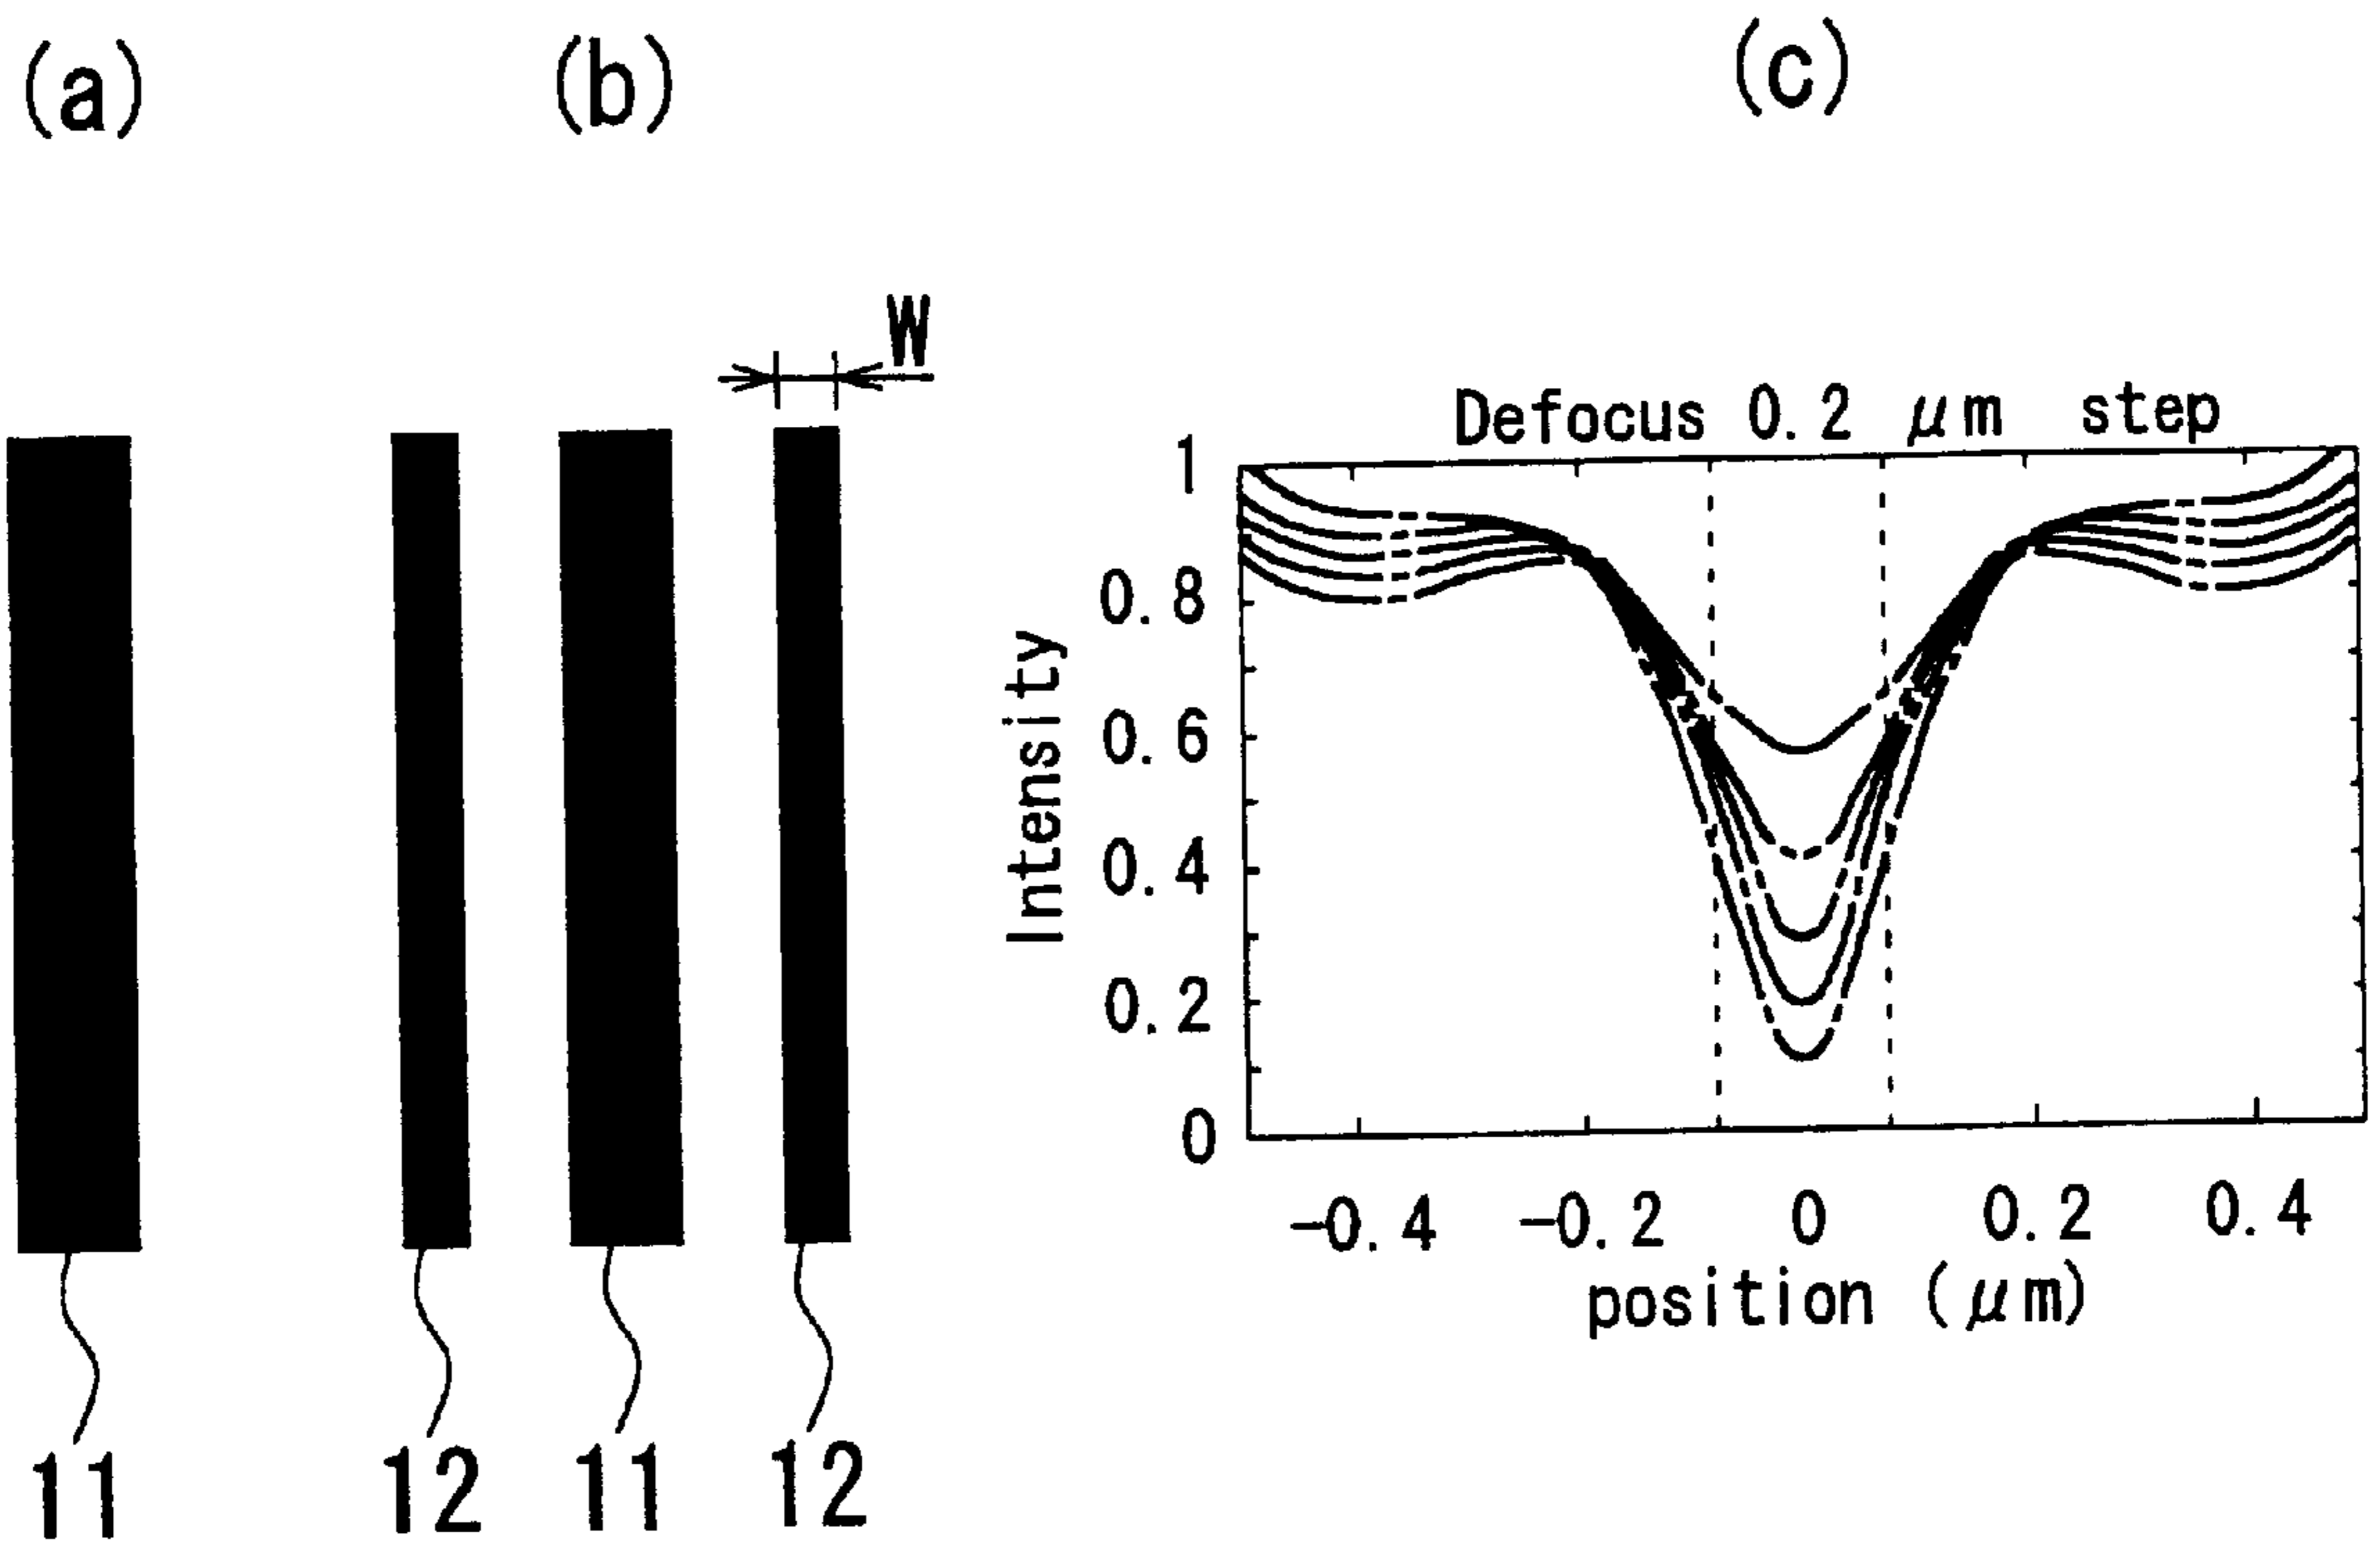 (a) (b) (c)
W
Defocus 0.2 μm step
1
0.8
0.6
0.4
0.2
0
Intensity
-0.4 -0.2 0 0.2 0.4
position (μm)
11 12 11 12